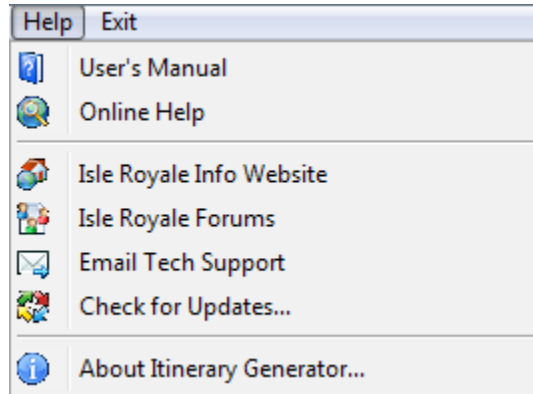 Help Exit
User's Manual
Online Help
Isle Royale Info Website
Isle Royale Forums
Email Tech Support
Check for Updates...
About Itinerary Generator...